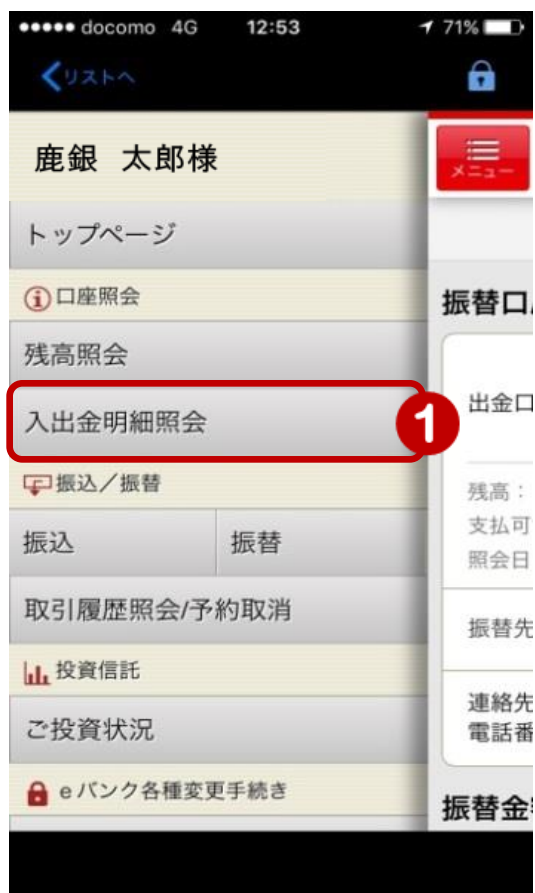 docomo 4G 12:53 71%
リストへ
鹿銀 太郎様
メニュー
トップページ
口座照会
残高照会
入出金明細照会
1
振込／振替
振込 振替
取引履歴照会/予約取消
投資信託
ご投資状況
eバンク各種変更手続き
振替口
出金口
残高：
支払可
照会日
振替先
連絡先
電話番
振替金